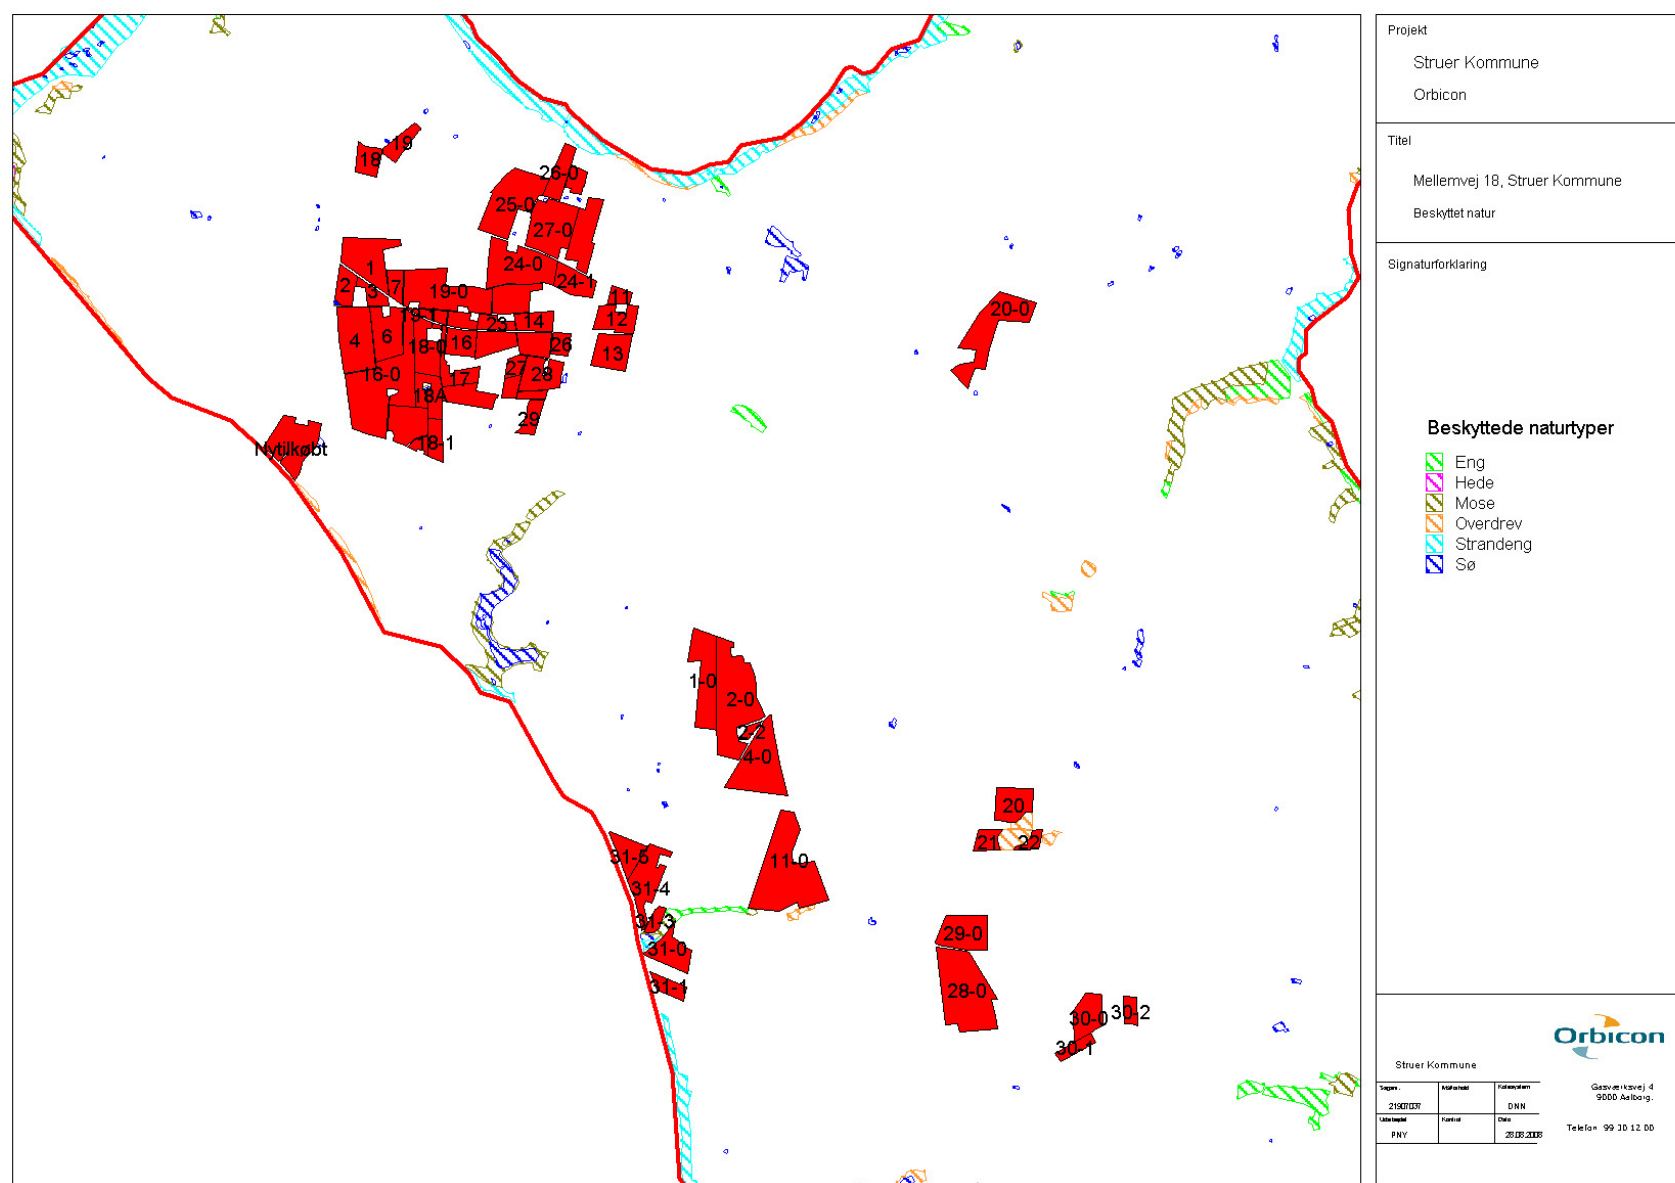 18
19
26-0
25-0
27-0
24-0
24-1
1
2
3
7
19-0
11
12
19-1
23
14
4
6
18-0
16
26
13
16-0
17
27
28
18A
29
18-1
Nytilkøbt
20-0
1-0
2-0
2-2
4-0
20
21
22
11-0
31-5
31-4
31-3
31-0
31-1
29-0
28-0
30-0
30-2
30-1
Projekt
Struer Kommune
Orbicon
Titel
Mellemvej 18, Struer Kommune
Beskyttet natur
Signaturforklaring
Beskyttede naturtyper
Eng
Hede
Mose
Overdrev
Strandeng
Sø
Orbicon
Struer Kommune
Gasværksvej 4
9000 Aalborg.
Telefon 99 30 12 00
Sagsnr.
21907037
DNN
Kontrol
Dato
PNY
28.08.2008